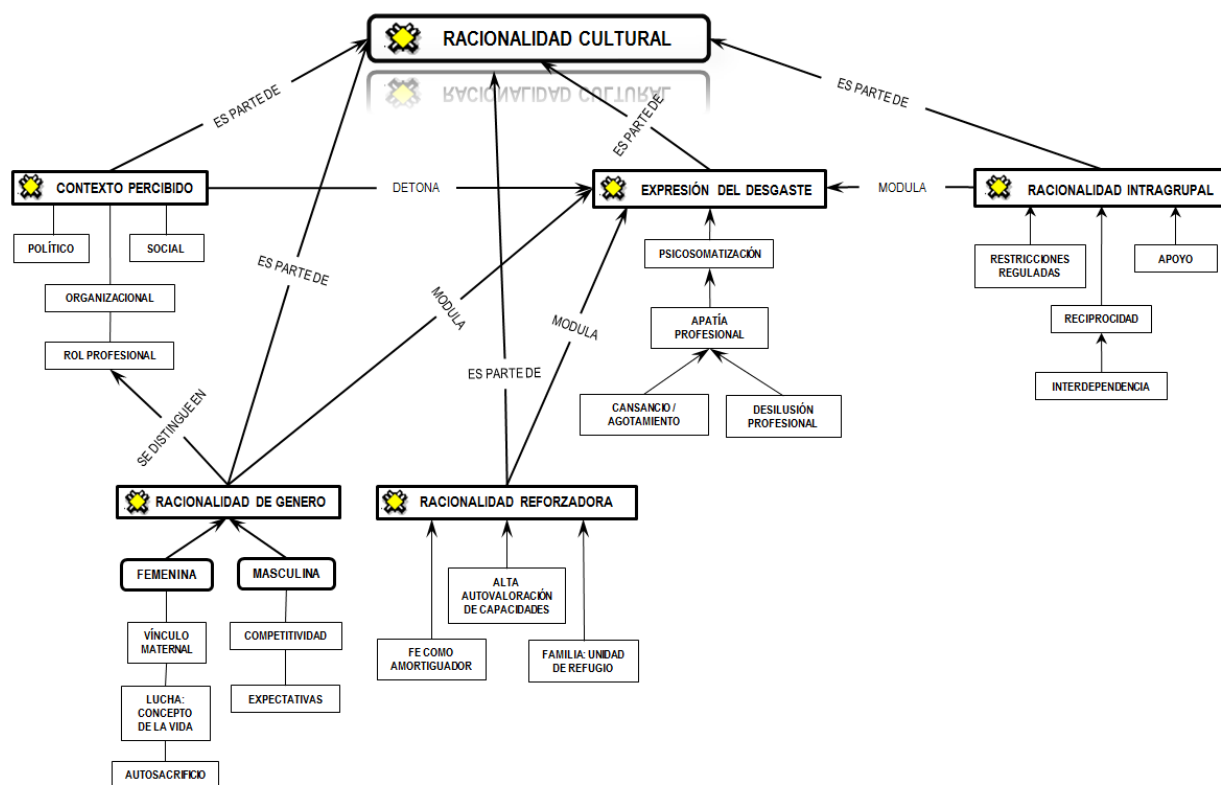 RACIONALIDAD CULTURAL
RACIONALIDAD CULTURAL
ES PARTE DE
ES PARTE DE
ES PARTE DE
CONTEXTO PERCIBIDO
DETONA
EXPRESIÓN DEL DESGASTE
MODULA
RACIONALIDAD INTRAGRUPAL
POLÍTICO
SOCIAL
ORGANIZACIONAL
ROL PROFESIONAL
ES PARTE DE
MODULA
MODULA
ES PARTE DE
SE DISTINGUE EN
PSICOSOMATIZACIÓN
APATÍA
PROFESIONAL
CANSANCIO /
AGOTAMIENTO
DESILUSIÓN
PROFESIONAL
RESTRICCIONES
REGULADAS
APOYO
RECIPROCIDAD
INTERDEPENDENCIA
RACIONALIDAD DE GENERO
RACIONALIDAD REFORZADORA
FEMENINA
MASCULINA
VÍNCULO
MATERNAL
COMPETITIVIDAD
LUCHA:
CONCEPTO
DE LA VIDA
EXPECTATIVAS
AUTOSACRIFICIO
ALTA
AUTOVALORACIÓN
DE CAPACIDADES
FE COMO
AMORTIGUADOR
FAMILIA: UNIDAD
DE REFUGIO